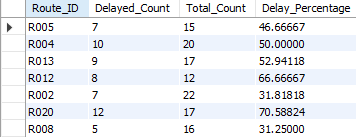 Route_ID Delayed_Count Total_Count Delay_Percentage
R005 7 15 46.66667
R004 10 20 50.00000
R013 9 17 52.94118
R012 8 12 66.66667
R002 7 22 31.81818
R020 12 17 70.58824
R008 5 16 31.25000